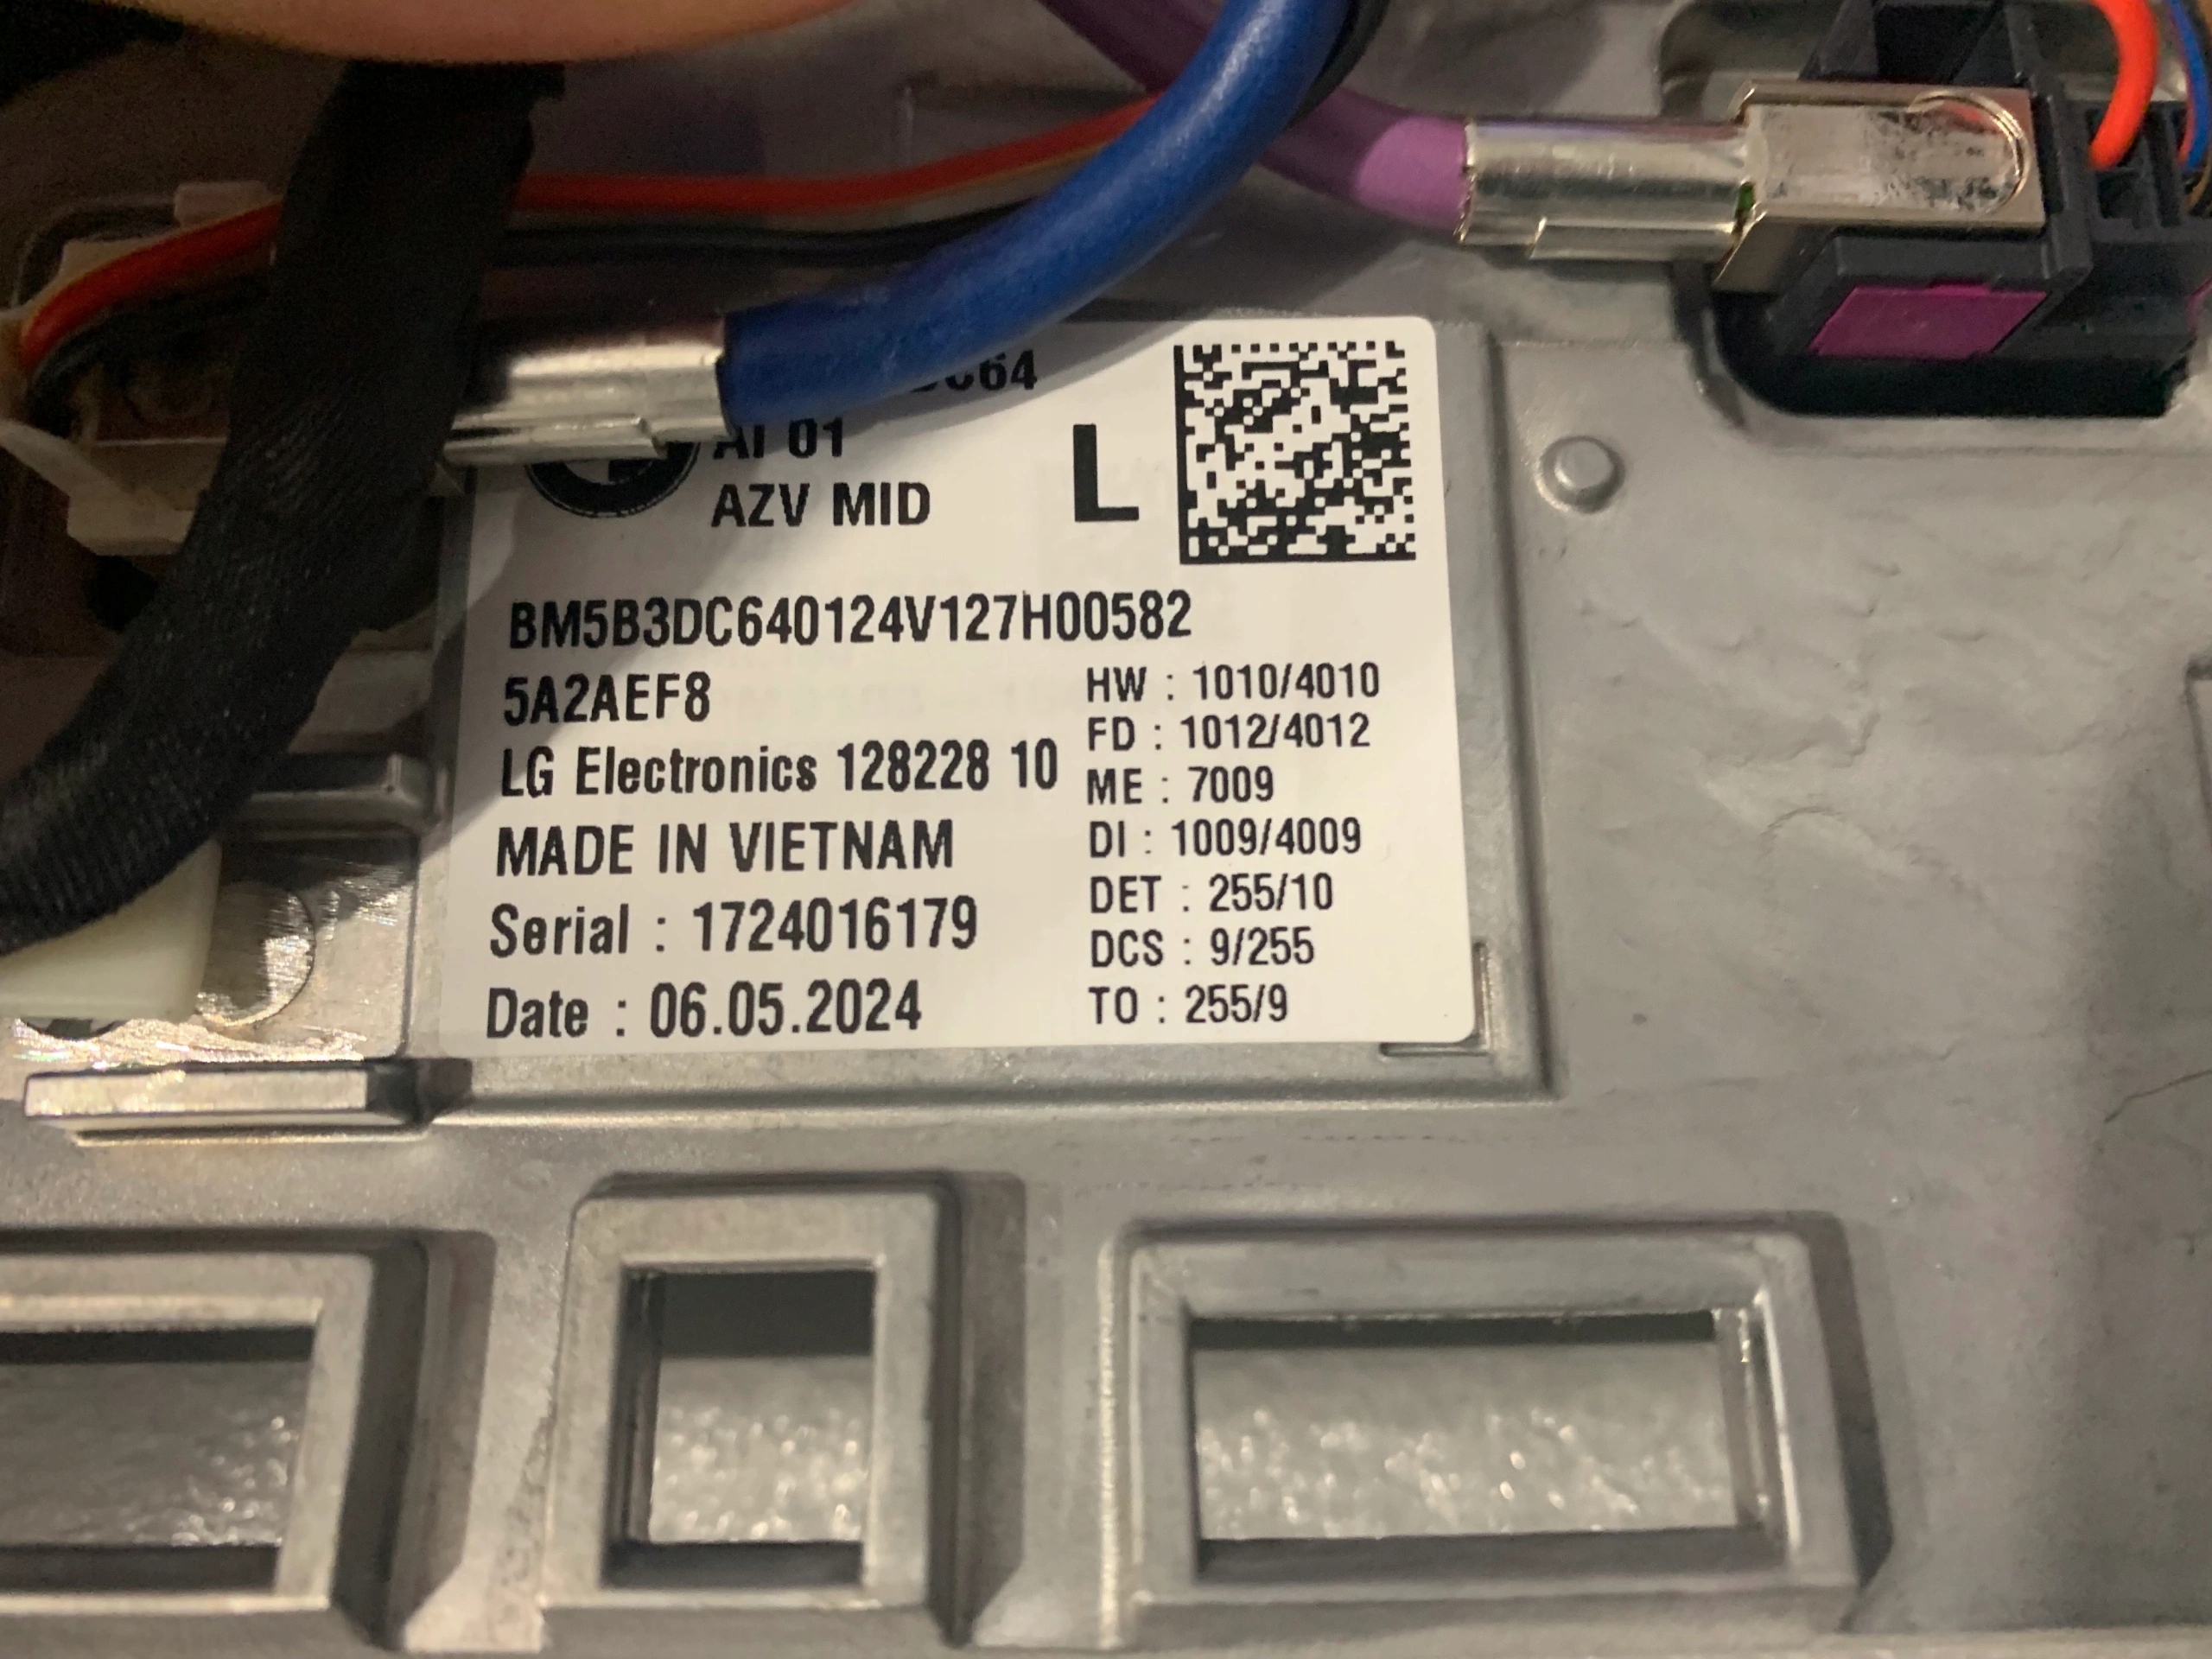 AI 01
AZV MID
L
BM5B3DC640124V127H00582
5A2AEF8
LG Electronics 128228 10
MADE IN VIETNAM
Serial : 1724016179
Date : 06.05.2024
HW : 1010/4010
FD : 1012/4012
ME : 7009
DI : 1009/4009
DET : 255/10
DCS : 9/255
TO : 255/9